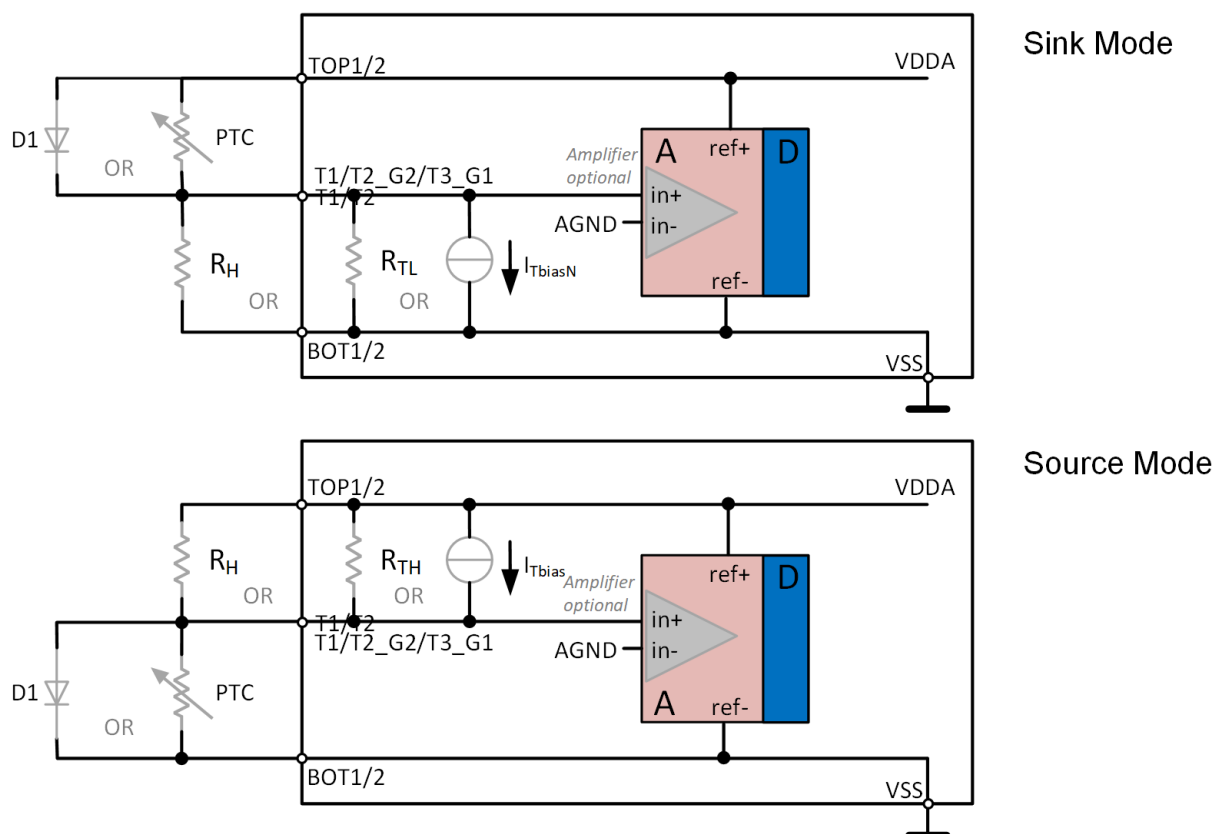 Sink Mode
TOP1/2
VDDA
D1
PTC
OR
Amplifier
optional
A
ref+
D
T1/T2_G2/T3_G1
T1/T2
in+
AGND
in-
RH
OR
RTL
OR
ITbiasN
ref-
BOT1/2
VSS
Source Mode
TOP1/2
VDDA
RH
OR
RTH
OR
ITbias
Amplifier
optional
ref+
D
T1/T2
T1/T2_G2/T3_G1
in+
AGND
in-
D1
PTC
OR
A
ref-
BOT1/2
VSS